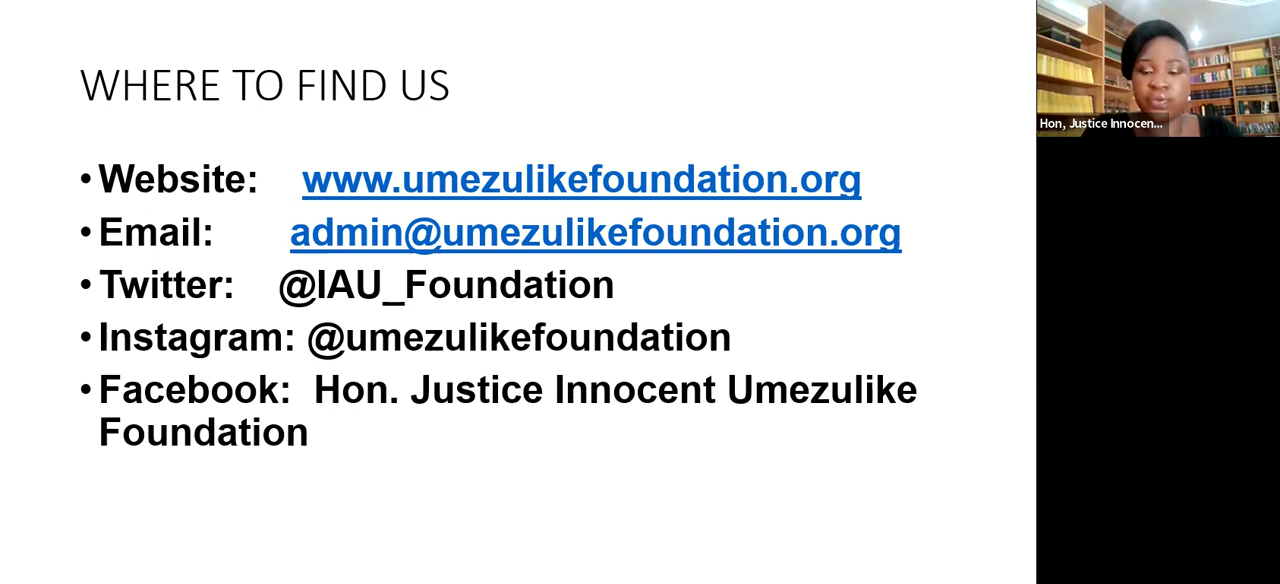 WHERE TO FIND US
• Website: www.umezulikefoundation.org
• Email: admin@umezulikefoundation.org
• Twitter: @IAU_Foundation
• Instagram: @umezulikefoundation
• Facebook: Hon. Justice Innocent Umezulike
Foundation
Hon, Justice Innocen...